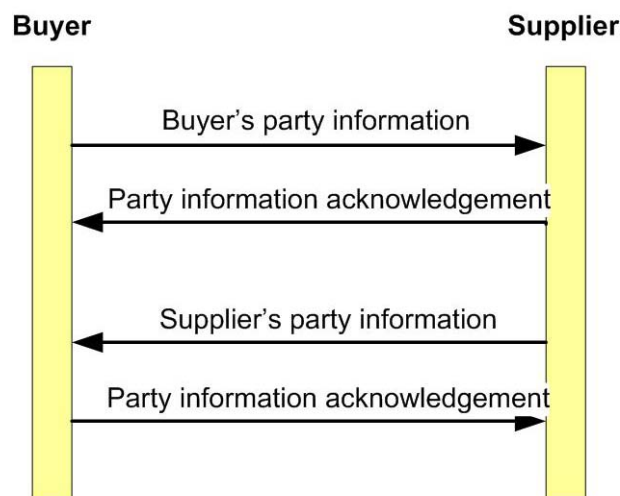 Buyer
Supplier
Buyer’s party information
Party information acknowledgement
Supplier’s party information
Party information acknowledgement